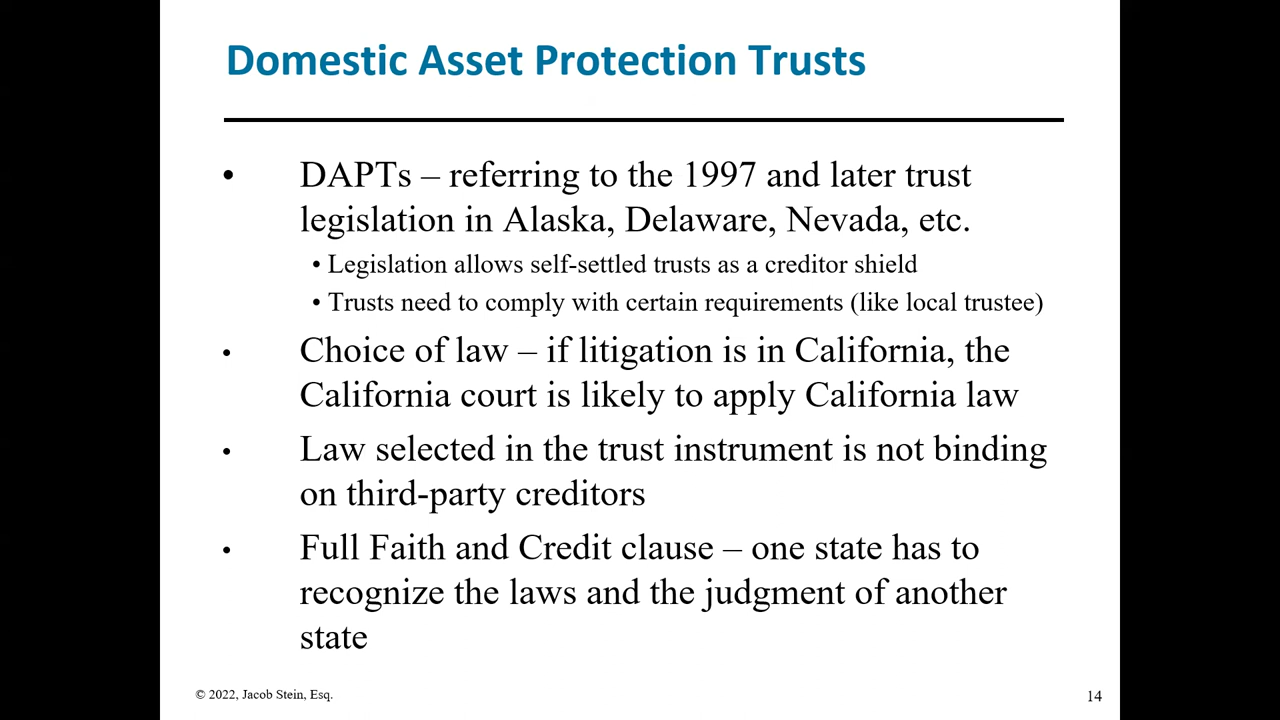 Domestic Asset Protection Trusts
• DAPTs – referring to the 1997 and later trust
legislation in Alaska, Delaware, Nevada, etc.
• Legislation allows self-settled trusts as a creditor shield
• Trusts need to comply with certain requirements (like local trustee)
• Choice of law – if litigation is in California, the
California court is likely to apply California law
• Law selected in the trust instrument is not binding
on third-party creditors
• Full Faith and Credit clause – one state has to
recognize the laws and the judgment of another
state
© 2022, Jacob Stein, Esq.
14